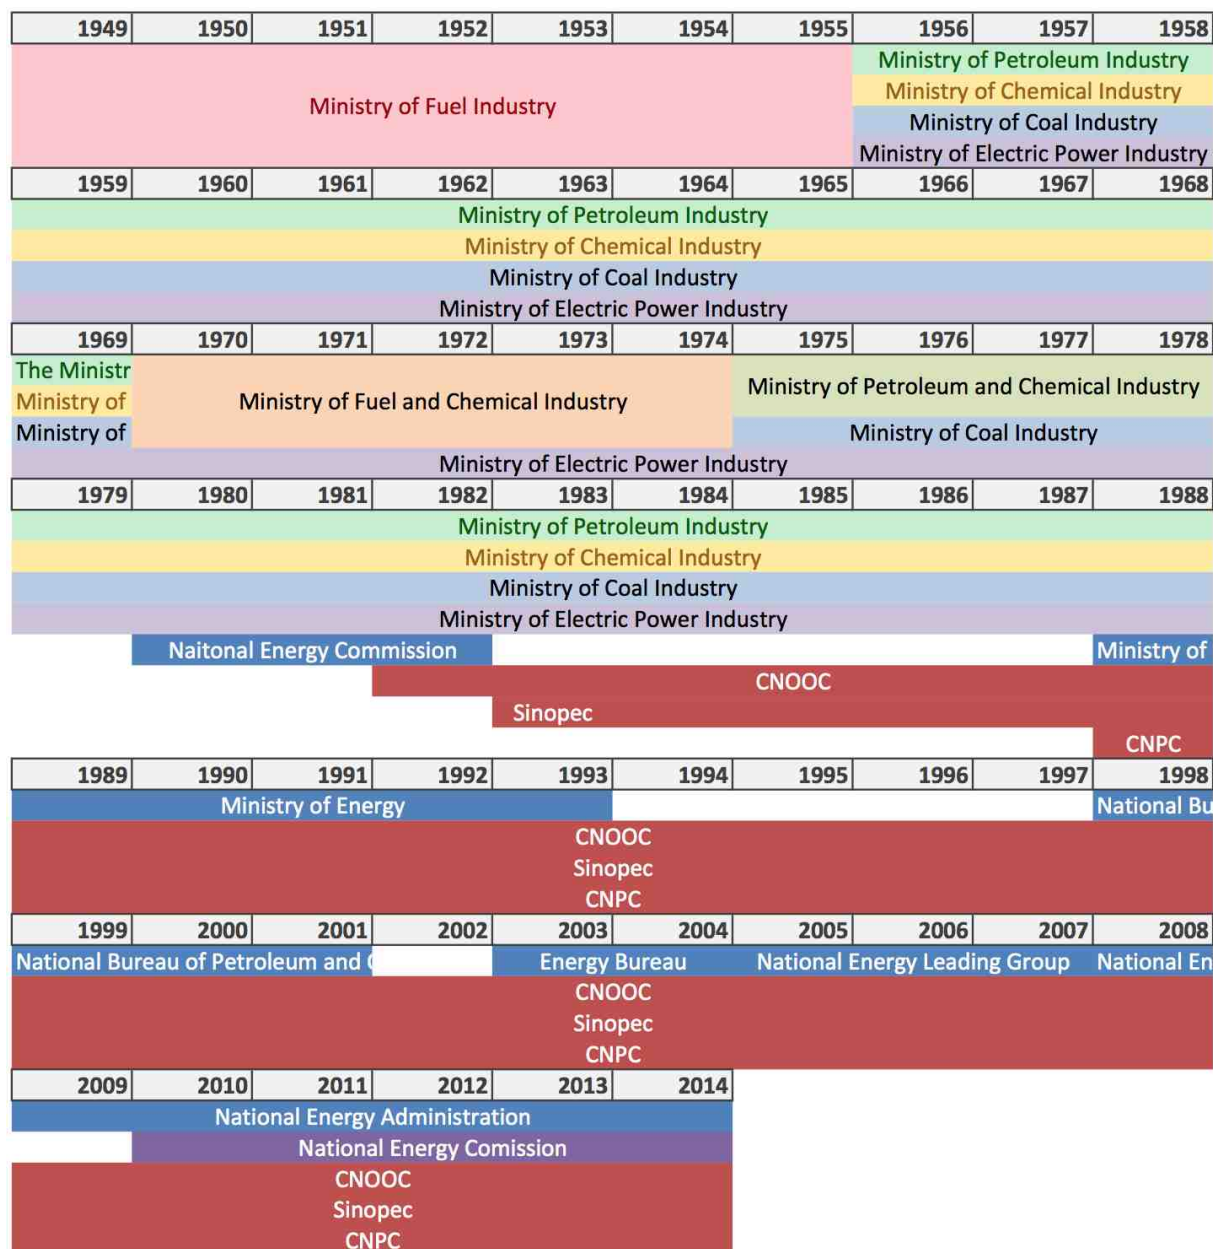 1949 1950 1951 1952 1953 1954 1955 1956 1957 1958
Ministry of Petroleum Industry
Ministry of Chemical Industry
Ministry of Fuel Industry
Ministry of Coal Industry
Ministry of Electric Power Industry
1959 1960 1961 1962 1963 1964 1965 1966 1967 1968
Ministry of Petroleum Industry
Ministry of Chemical Industry
Ministry of Coal Industry
Ministry of Electric Power Industry
1969 1970 1971 1972 1973 1974 1975 1976 1977 1978
The Ministr
Ministry of Petroleum and Chemical Industry
Ministry of Ministry of Fuel and Chemical Industry
Ministry of Ministry of Coal Industry
Ministry of Electric Power Industry
1979 1980 1981 1982 1983 1984 1985 1986 1987 1988
Ministry of Petroleum Industry
Ministry of Chemical Industry
Ministry of Coal Industry
Ministry of Electric Power Industry
Naitonal Energy Commission Ministry of
CNOOC
Sinopec
CNPC
1989 1990 1991 1992 1993 1994 1995 1996 1997 1998
Ministry of Energy National Bu
CNOOC
Sinopec
CNPC
1999 2000 2001 2002 2003 2004 2005 2006 2007 2008
National Bureau of Petroleum and Energy Bureau National Energy Leading Group National En
CNOOC
Sinopec
CNPC
2009 2010 2011 2012 2013 2014
National Energy Administration
National Energy Comission
CNOOC
Sinopec
CNPC